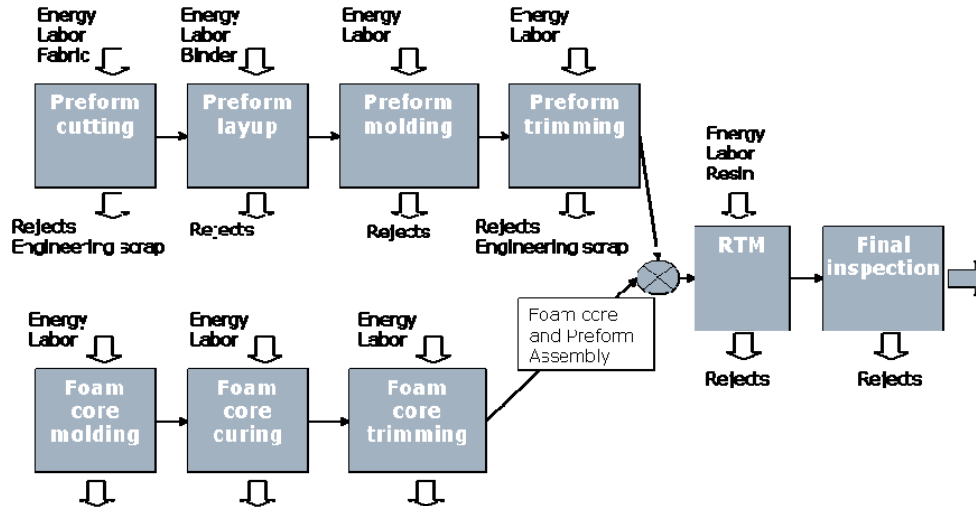 Energy
Labor
Fabric
Energy
Labor
Binder
Energy
Labor
Energy
Labor
Preform
cutting
Preform
layup
Preform
molding
Preform
trimming
Rejects
Engineering scrap
Rejects
Rejects
Rejects
Engineering scrap
Energy
Labor
Resin
RTM
Final
inspection
Rejects
Rejects
Foam core
and Preform
Assembly
Energy
Labor
Energy
Labor
Energy
Labor
Foam
core
molding
Foam
core
curing
Foam
core
trimming